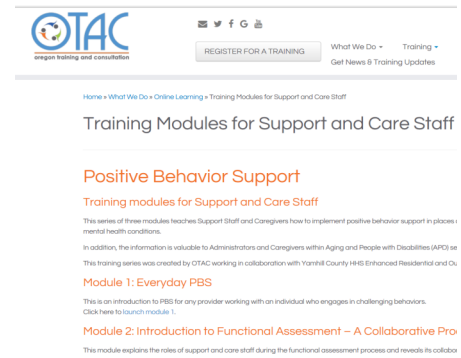 OTAC
oregon training and consultation
REGISTER FOR A TRAINING
What We Do
Training
Get News & Training Updates
Home » What We Do » Online Learning » Training Modules for Support and Care Staff
Training Modules for Support and Care Staff
Positive Behavior Support
Training modules for Support and Care Staff
This series of three modules teaches Support Staff and Caregivers how to implement positive behavior support in places
mental health conditions.
In addition, the information is valuable to Administrators and Caregivers within Aging and People with Disabilities (APD) se
This training series was created by OTAC working in collaboration with Yamhill County HHS Enhanced Residential and Ou
Module 1: Everyday PBS
This is an introduction to PBS for any provider working with an individual who engages in challenging behaviors.
Click here to launch module 1.
Module 2: Introduction to Functional Assessment – A Collaborative Pro
This module explains the roles of support and care staff during the functional assessment process and reveals its collabor